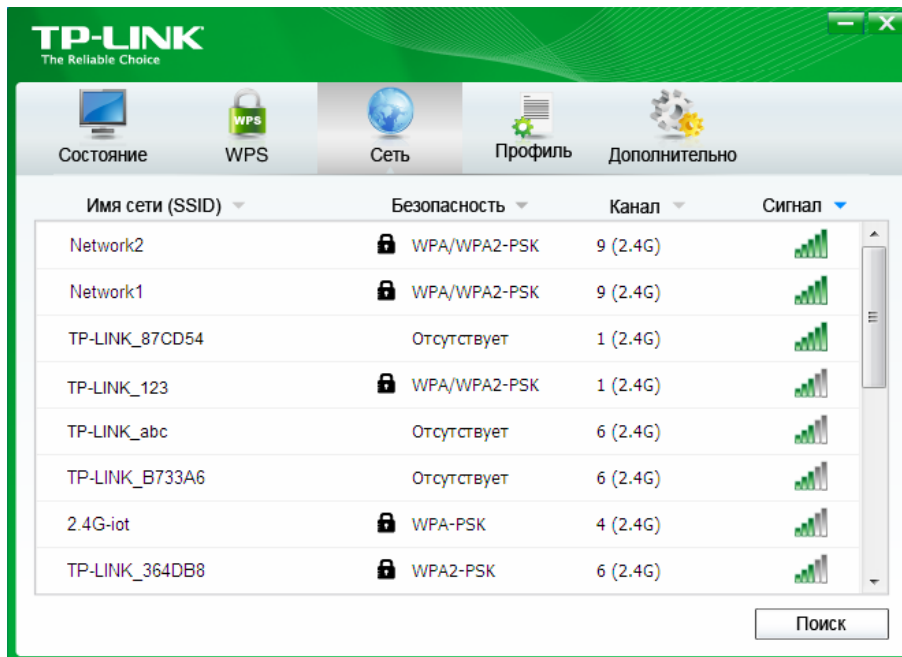 TP-LINK
The Reliable Choice
WPS
Состояние WPS Сеть Профиль Дополнительно
Имя сети (SSID) Безопасность Канал Сигнал
Network2 WPA/WPA2-PSK 9 (2.4G)
Network1 WPA/WPA2-PSK 9 (2.4G)
TP-LINK_87CD54 Отсутствует 1 (2.4G)
TP-LINK_123 WPA/WPA2-PSK 1 (2.4G)
TP-LINK_abc Отсутствует 6 (2.4G)
TP-LINK_B733A6 Отсутствует 6 (2.4G)
2.4G-iot WPA-PSK 4 (2.4G)
TP-LINK_364DB8 WPA2-PSK 6 (2.4G)
Поиск